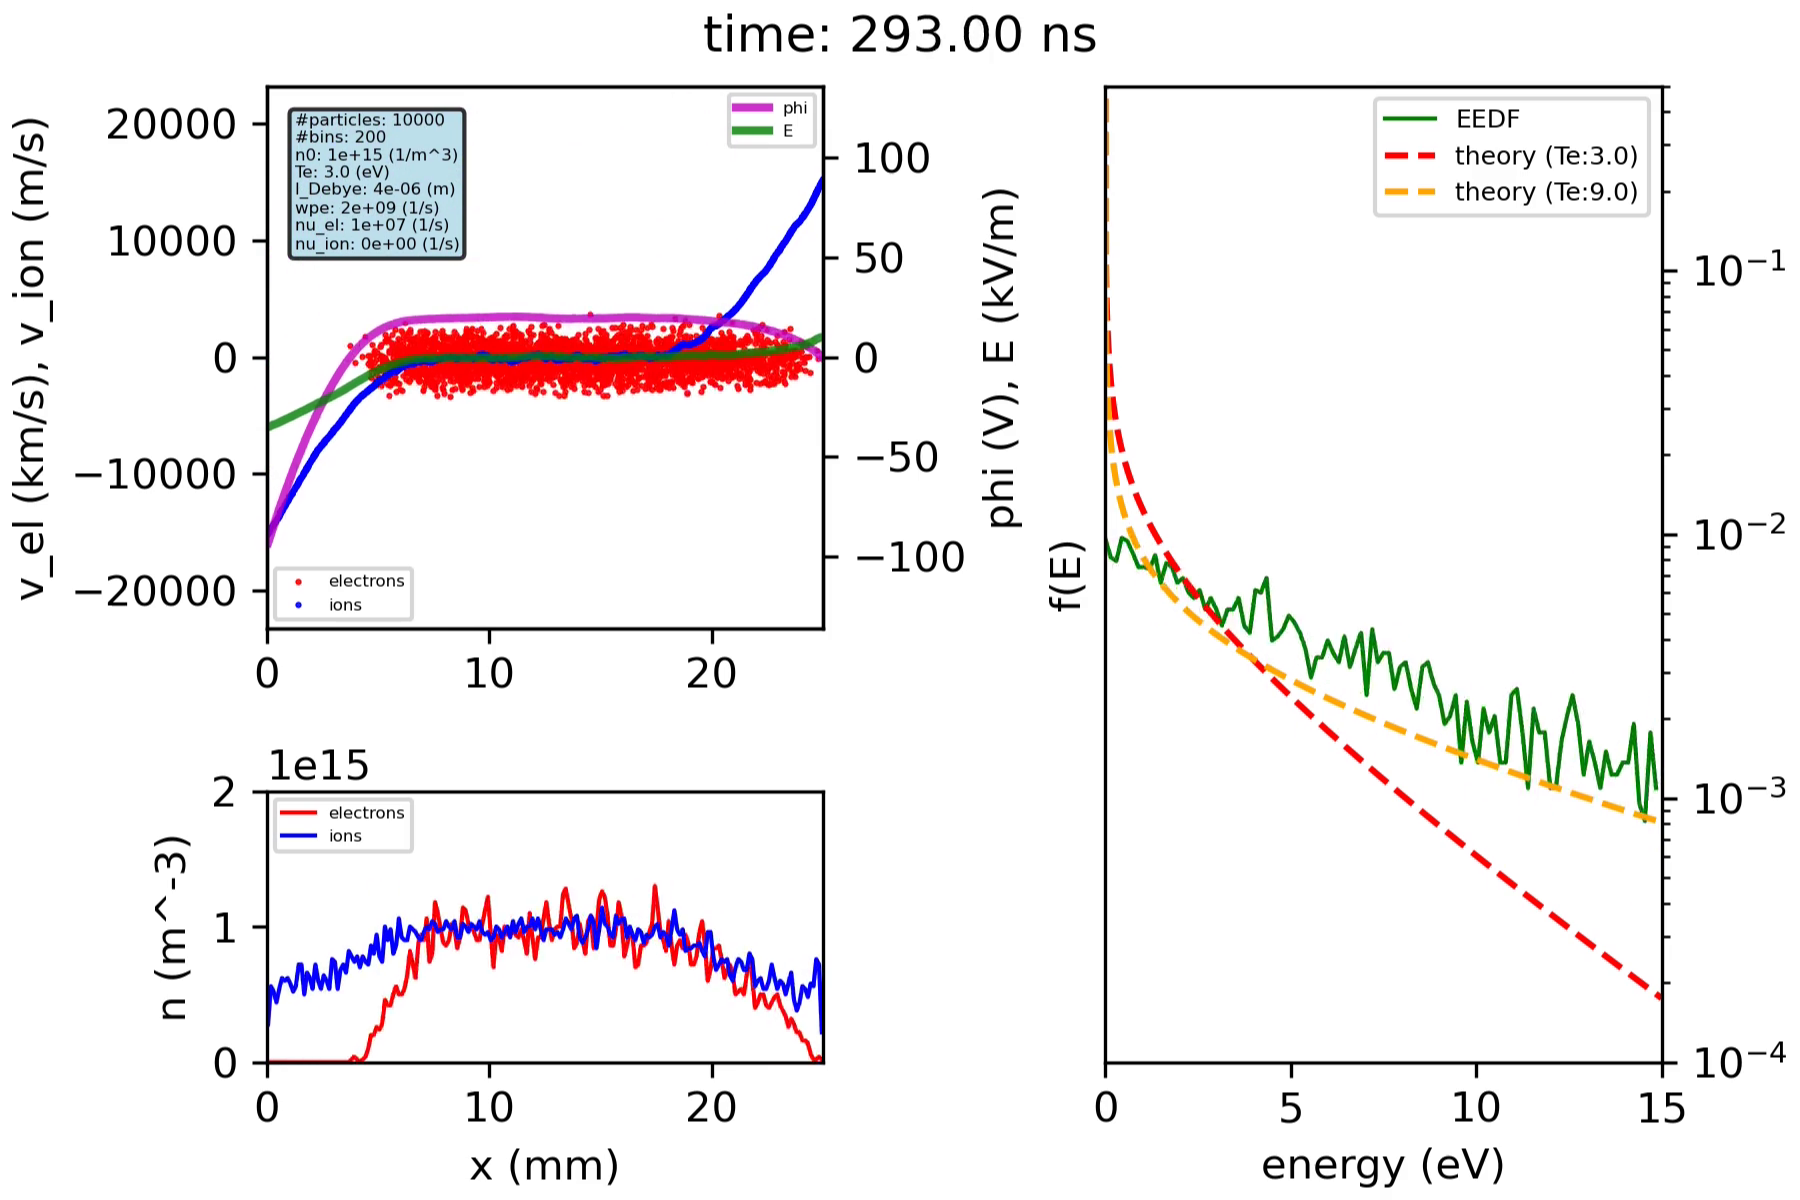 time: 293.00 ns
v_el (km/s), v_ion (m/s)
20000
10000
0
−10000
−20000
#particles: 10000
#bins: 200
n0: 1e+15 (1/m^3)
Te: 3.0 (eV)
l_Debye: 4e-06 (m)
wpe: 2e+09 (1/s)
nu_el: 1e+07 (1/s)
nu_ion: 0e+00 (1/s)
phi
E
electrons
ions
100
50
0
−50
−100
phi (V), E (kV/m)
0
10
20
1e15
n (m^-3)
2
1
0
electrons
ions
0
10
20
x (mm)
f(E)
EEDF
theory (Te:3.0)
theory (Te:9.0)
10−1
10−2
10−3
10−4
0
5
10
15
energy (eV)